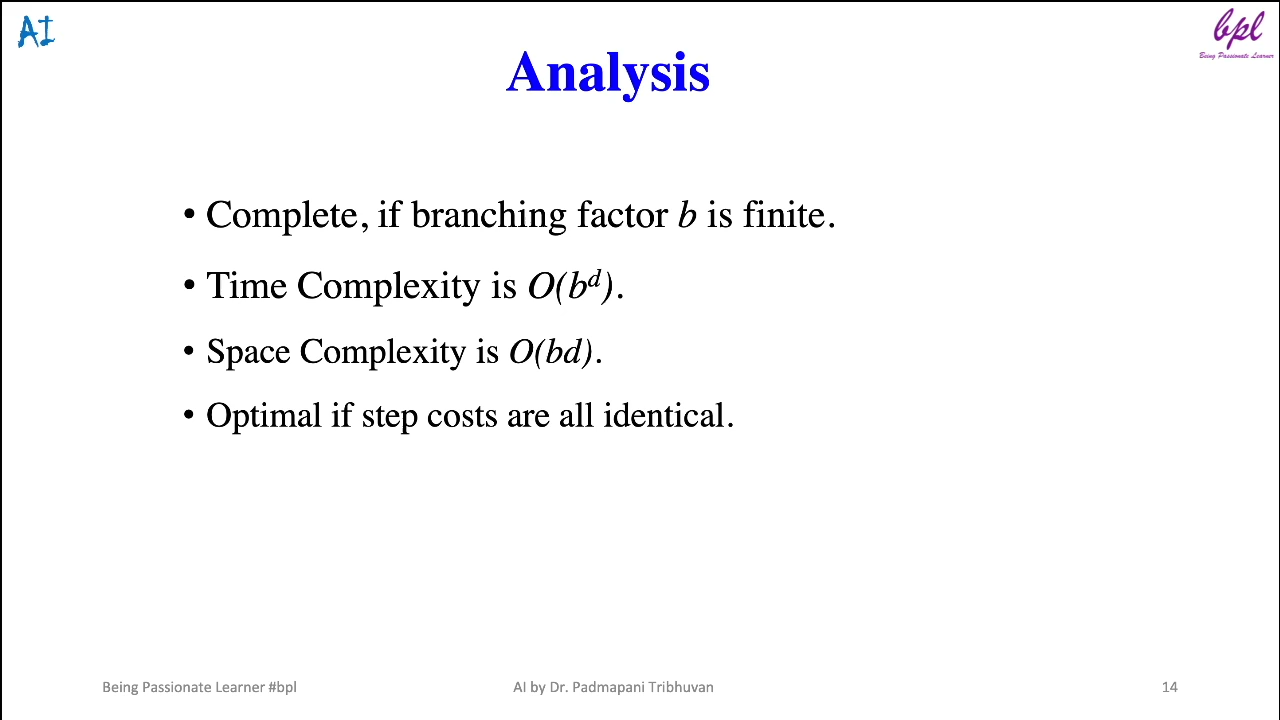 AI
bpl
Being Passionate Learner
Analysis
• Complete, if branching factor b is finite.
• Time Complexity is O(bᵈ).
• Space Complexity is O(bd).
• Optimal if step costs are all identical.
Being Passionate Learner #bpl
AI by Dr. Padmapani Tribhuvan
14